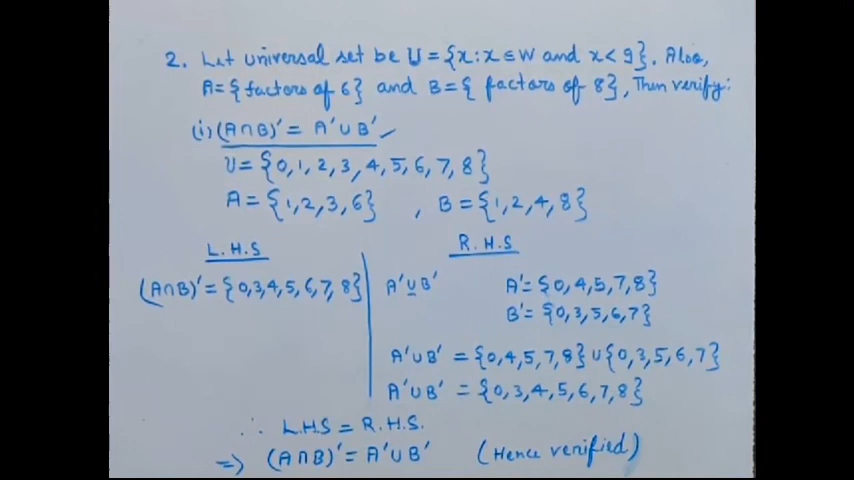 2. Let universal set be U = {x : x ∈ W and x < 9}. Also,
A = {factors of 6} and B = { factors of 8}, Then verify:
(i) (A ∩ B)' = A' ∪ B' ✓
U = {0, 1, 2, 3, 4, 5, 6, 7, 8}
A = {1, 2, 3, 6} , B = {1, 2, 4, 8}
L.H.S
(A ∩ B)' = {0, 3, 4, 5, 6, 7, 8}
R.H.S
A' ∪ B' A' = {0, 4, 5, 7, 8}
B' = {0, 3, 5, 6, 7}
A' ∪ B' = {0, 4, 5, 7, 8} ∪ {0, 3, 5, 6, 7}
A' ∪ B' = {0, 3, 4, 5, 6, 7, 8}
∴ L.H.S = R.H.S.
=> (A ∩ B)' = A' ∪ B' (Hence verified)